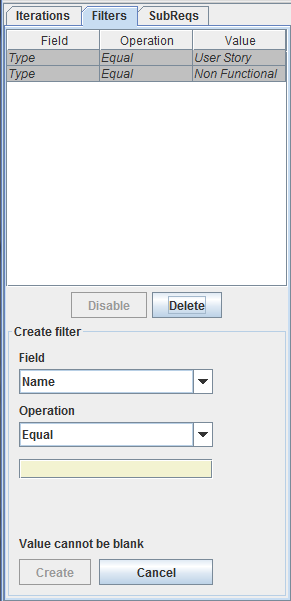 Iterations Filters SubReqs
Field Operation Value
Type Equal User Story
Type Equal Non Functional
Disable Delete
Create filter
Field
Name
Operation
Equal
Value cannot be blank
Create Cancel